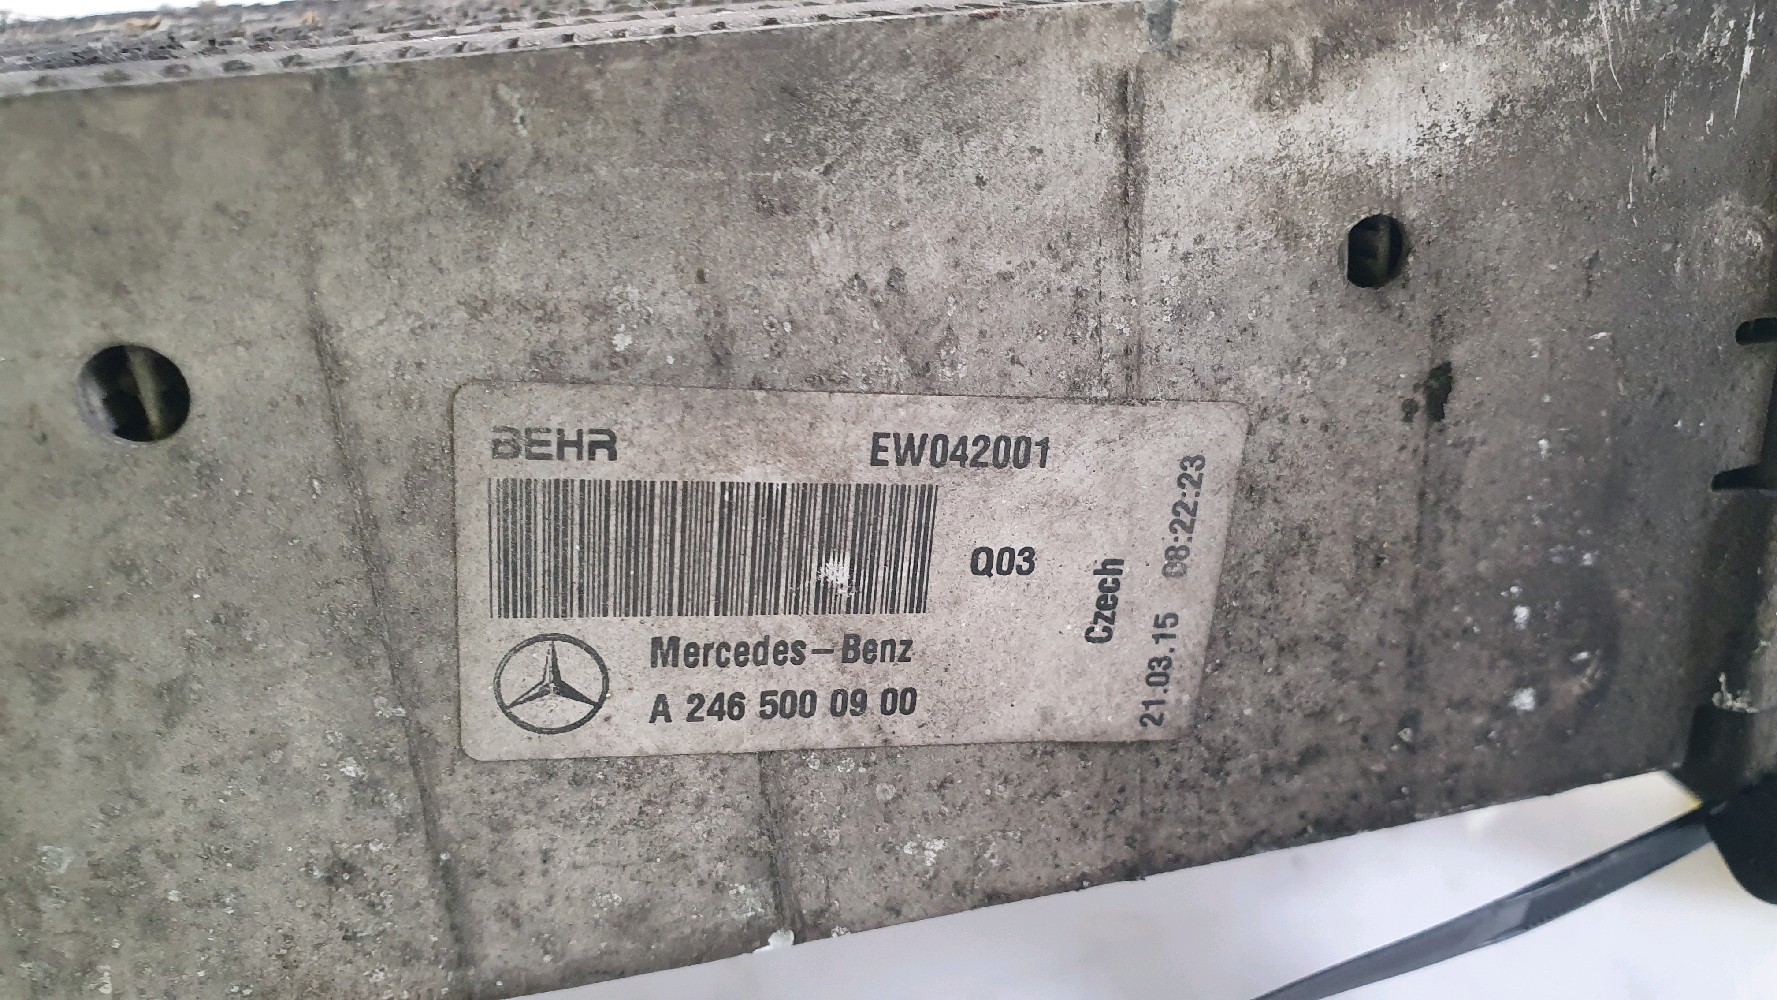 BEHR EW042001
Q03
Mercedes-Benz
A 246 500 09 00
Czech
21.03.15 08:22:23